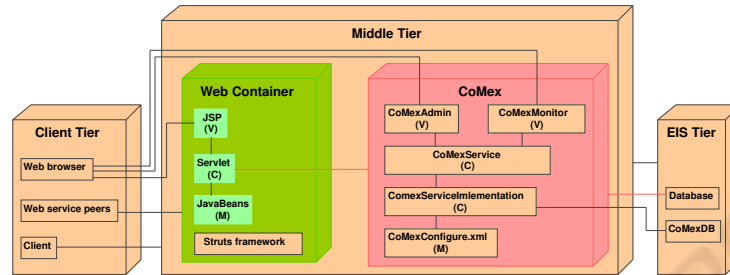 Middle Tier
Web Container
CoMex
JSP
(V)
CoMexAdmin
(V)
CoMexMonitor
(V)
Client Tier
EIS Tier
Web browser
Servlet
(C)
CoMexService
(C)
Web service peers
JavaBeans
(M)
ComexServiceImlementation
(C)
Database
Client
Struts framework
CoMexConfigure.xml
(M)
CoMexDB